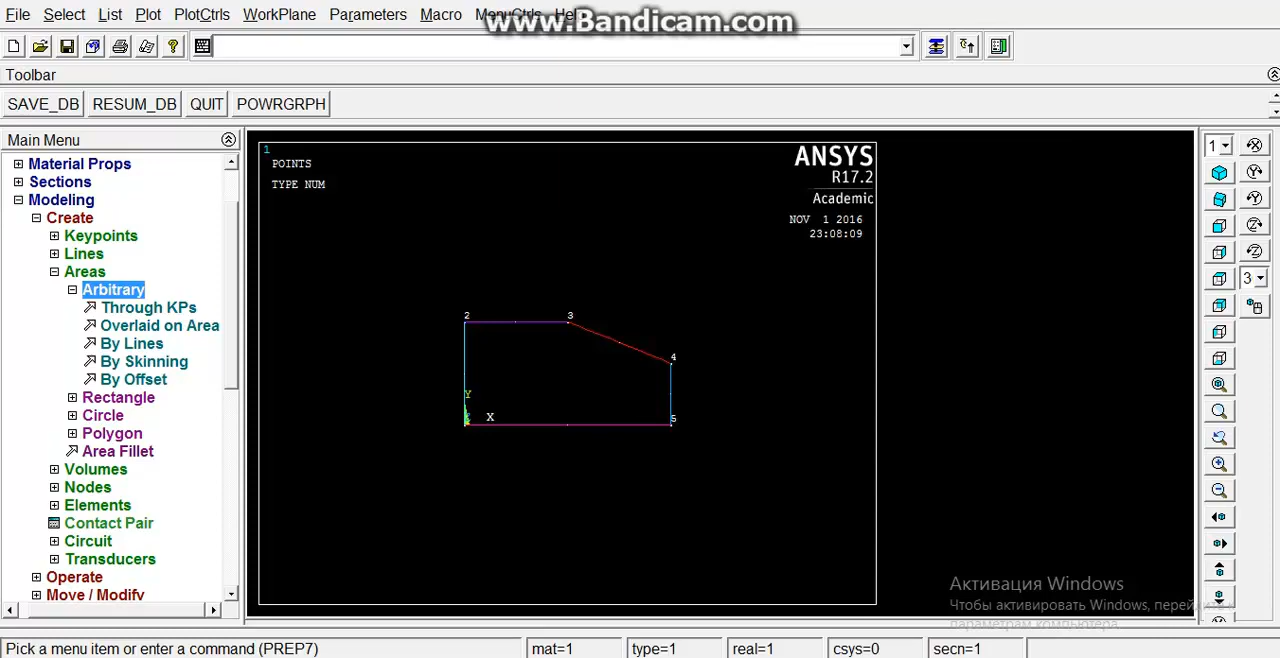 File Select List Plot PlotCtrls WorkPlane Parameters Macro MenuCtrls Help
www.Bandicam.com
Toolbar
SAVE_DB RESUM_DB QUIT POWRGRPH
Main Menu
Material Props
Sections
Modeling
Create
Keypoints
Lines
Areas
Arbitrary
Through KPs
Overlaid on Area
By Lines
By Skinning
By Offset
Rectangle
Circle
Polygon
Area Fillet
Volumes
Nodes
Elements
Contact Pair
Circuit
Transducers
Operate
Move / Modify
1
POINTS
TYPE NUM
ANSYS
R17.2
Academic
NOV 1 2016
23:08:09
2 3
4
Y
X 5
1
3
Активация Windows
Чтобы активировать Windows, перейдите к
параметрам компьютера.
Pick a menu item or enter a command (PREP7) mat=1 type=1 real=1 csys=0 secn=1